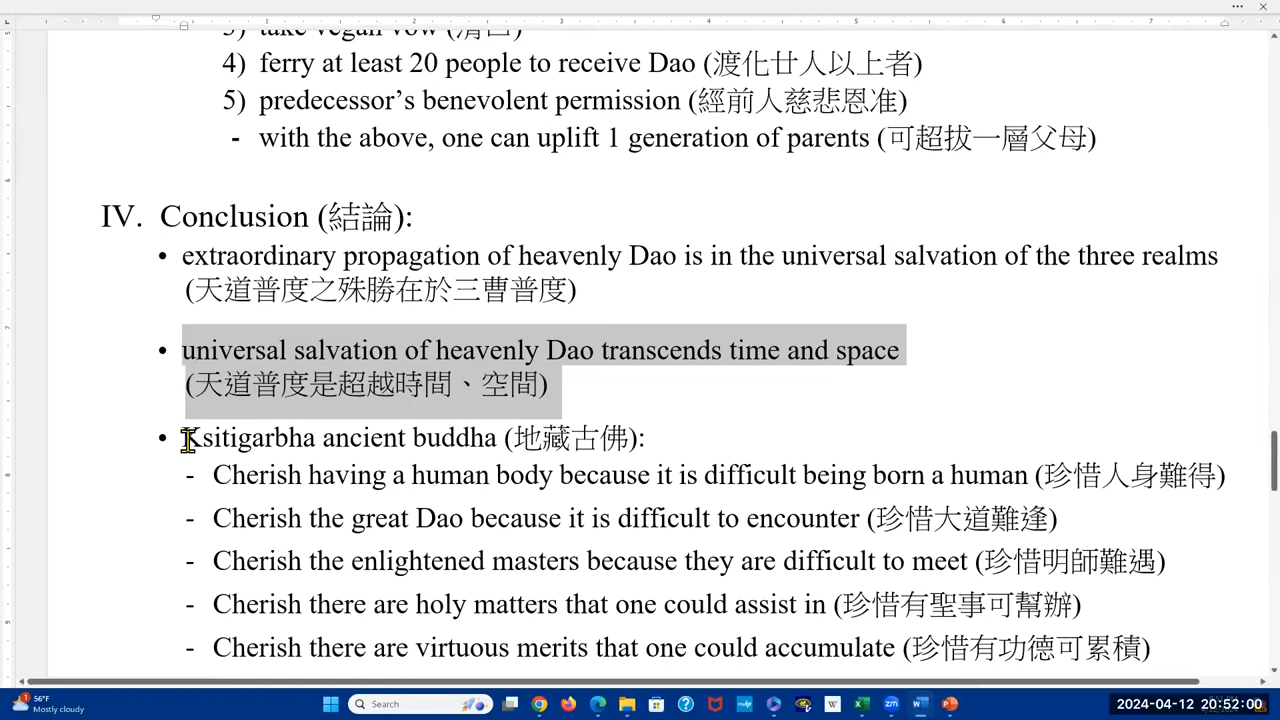 3) take vegan vow (清口)
4) ferry at least 20 people to receive Dao (渡化廿人以上者)
5) predecessor’s benevolent permission (經前人慈悲恩准)
- with the above, one can uplift 1 generation of parents (可超拔一層父母)
IV. Conclusion (結論):
• extraordinary propagation of heavenly Dao is in the universal salvation of the three realms
(天道普度之殊勝在於三曹普度)
• universal salvation of heavenly Dao transcends time and space
(天道普度是超越時間、空間)
• Ksitigarbha ancient buddha (地藏古佛):
- Cherish having a human body because it is difficult being born a human (珍惜人身難得)
- Cherish the great Dao because it is difficult to encounter (珍惜大道難逢)
- Cherish the enlightened masters because they are difficult to meet (珍惜明師難遇)
- Cherish there are holy matters that one could assist in (珍惜有聖事可幫辦)
- Cherish there are virtuous merits that one could accumulate (珍惜有功德可累積)
56°F
Mostly cloudy
Search
2024-04-12 20:52:00